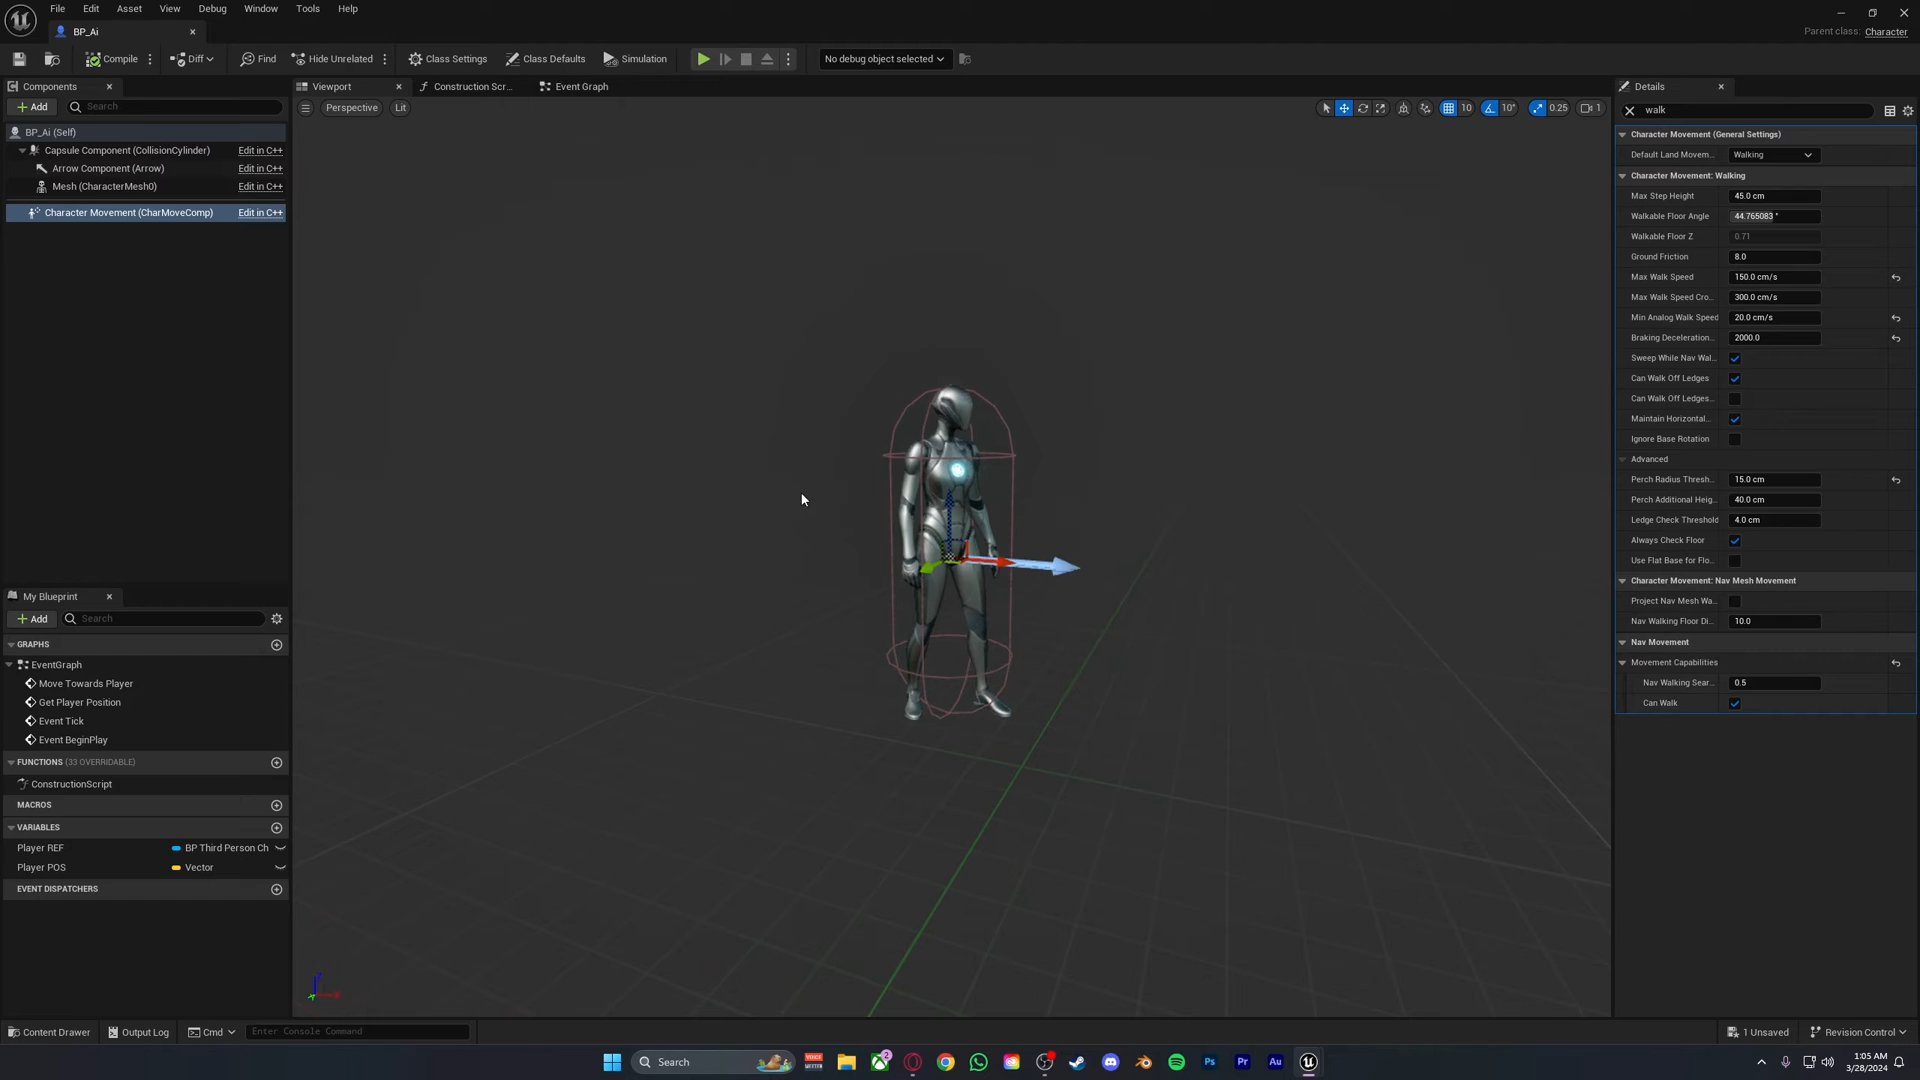 File Edit Asset View Debug Window Tools Help
BP_Ai
Parent class: Character
Compile Diff Find Hide Unrelated Class Settings Class Defaults Simulation No debug object selected
Components
Viewport Construction Scr... Event Graph
Details
Add Search
Perspective Lit
10 10° 0.25 1
walk
BP_Ai (Self)
Capsule Component (CollisionCylinder) Edit in C++
Arrow Component (Arrow) Edit in C++
Mesh (CharacterMesh0) Edit in C++
Character Movement (CharMoveComp) Edit in C++
Character Movement (General Settings)
Default Land Movem... Walking
Character Movement: Walking
Max Step Height 45.0 cm
Walkable Floor Angle 44.765083 °
Walkable Floor Z 0.71
Ground Friction 8.0
Max Walk Speed 150.0 cm/s
Max Walk Speed Cro... 300.0 cm/s
Min Analog Walk Speed 20.0 cm/s
Braking Deceleration... 2000.0
Sweep While Nav Wal...
Can Walk Off Ledges
Can Walk Off Ledges...
Maintain Horizontal...
Ignore Base Rotation
Advanced
Perch Radius Thresh... 15.0 cm
Perch Additional Heig... 40.0 cm
Ledge Check Threshold 4.0 cm
Always Check Floor
Use Flat Base for Flo...
Character Movement: Nav Mesh Movement
Project Nav Mesh Wa...
Nav Walking Floor Di... 10.0
Nav Movement
Movement Capabilities
Nav Walking Sear... 0.5
Can Walk
My Blueprint
Add Search
GRAPHS
EventGraph
Move Towards Player
Get Player Position
Event Tick
Event BeginPlay
FUNCTIONS (33 OVERRIDABLE)
ConstructionScript
MACROS
VARIABLES
Player REF BP Third Person Ch
Player POS Vector
EVENT DISPATCHERS
Content Drawer Output Log Cmd Enter Console Command
1 Unsaved Revision Control
Search
2
Ps Pr Au
1:05 AM
3/28/2024